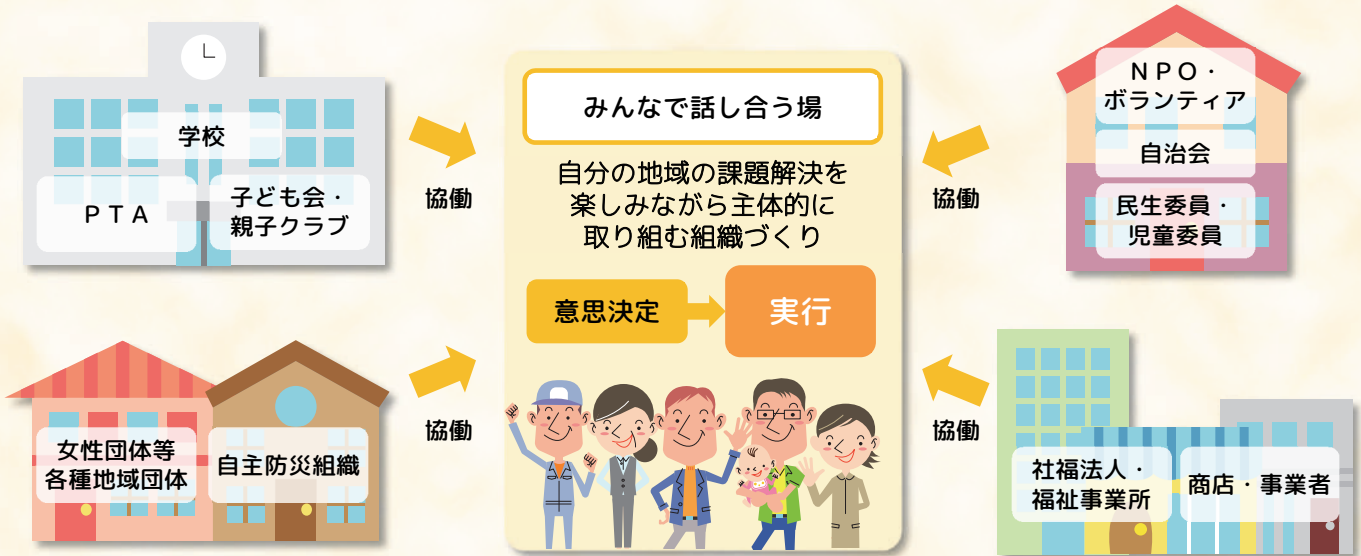 学校
ＰＴＡ
子ども会・
親子クラブ
協働
女性団体等
各種地域団体
自主防災組織
協働
みんなで話し合う場
自分の地域の課題解決を
楽しみながら主体的に
取り組む組織づくり
意思決定
実行
ＮＰＯ・
ボランティア
自治会
民生委員・
児童委員
協働
社福法人・
福祉事業所
商店・事業者
協働